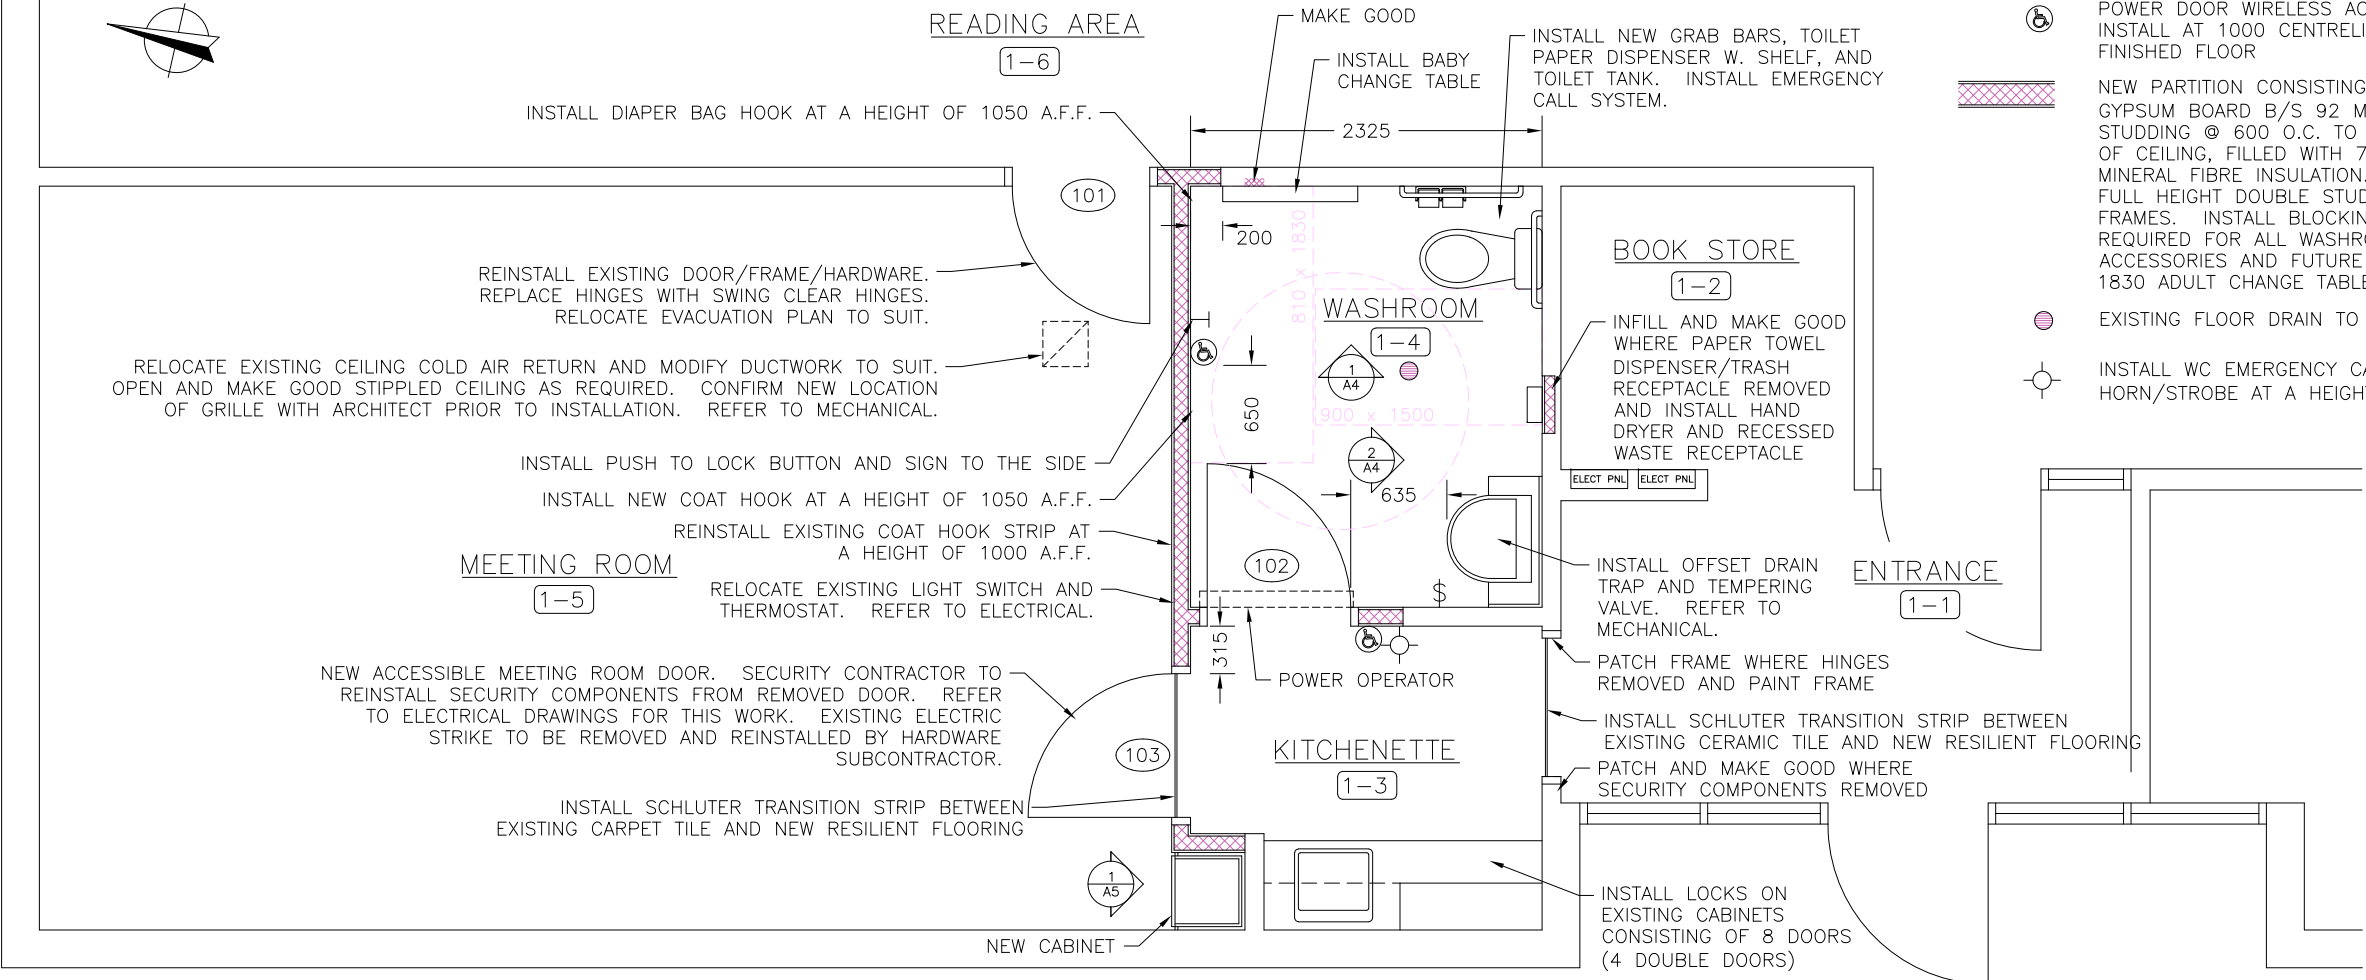 READING AREA
1-6
MAKE GOOD
INSTALL BABY
CHANGE TABLE
INSTALL NEW GRAB BARS, TOILET
PAPER DISPENSER W. SHELF, AND
TOILET TANK. INSTALL EMERGENCY
CALL SYSTEM.
POWER DOOR WIRELESS AC
INSTALL AT 1000 CENTRELI
FINISHED FLOOR
NEW PARTITION CONSISTING
GYPSUM BOARD B/S 92 M
STUDDING @ 600 O.C. TO
OF CEILING, FILLED WITH 7
MINERAL FIBRE INSULATION.
FULL HEIGHT DOUBLE STUD
FRAMES. INSTALL BLOCKIN
REQUIRED FOR ALL WASHR
ACCESSORIES AND FUTURE
1830 ADULT CHANGE TABLE
EXISTING FLOOR DRAIN TO
INSTALL WC EMERGENCY CA
HORN/STROBE AT A HEIGH
INSTALL DIAPER BAG HOOK AT A HEIGHT OF 1050 A.F.F.
2325
101
200
810 x 1830
REINSTALL EXISTING DOOR/FRAME/HARDWARE.
REPLACE HINGES WITH SWING CLEAR HINGES.
RELOCATE EVACUATION PLAN TO SUIT.
RELOCATE EXISTING CEILING COLD AIR RETURN AND MODIFY DUCTWORK TO SUIT.
OPEN AND MAKE GOOD STIPPLED CEILING AS REQUIRED. CONFIRM NEW LOCATION
OF GRILLE WITH ARCHITECT PRIOR TO INSTALLATION. REFER TO MECHANICAL.
WASHROOM
1-4
1
A4
900 x 1500
650
2
A4
635
BOOK STORE
1-2
INFILL AND MAKE GOOD
WHERE PAPER TOWEL
DISPENSER/TRASH
RECEPTACLE REMOVED
AND INSTALL HAND
DRYER AND RECESSED
WASTE RECEPTACLE
ELECT PNL
ELECT PNL
INSTALL PUSH TO LOCK BUTTON AND SIGN TO THE SIDE
INSTALL NEW COAT HOOK AT A HEIGHT OF 1050 A.F.F.
REINSTALL EXISTING COAT HOOK STRIP AT
A HEIGHT OF 1000 A.F.F.
MEETING ROOM
1-5
RELOCATE EXISTING LIGHT SWITCH AND
THERMOSTAT. REFER TO ELECTRICAL.
102
$
INSTALL OFFSET DRAIN
TRAP AND TEMPERING
VALVE. REFER TO
MECHANICAL.
ENTRANCE
1-1
315
POWER OPERATOR
PATCH FRAME WHERE HINGES
REMOVED AND PAINT FRAME
NEW ACCESSIBLE MEETING ROOM DOOR. SECURITY CONTRACTOR TO
REINSTALL SECURITY COMPONENTS FROM REMOVED DOOR. REFER
TO ELECTRICAL DRAWINGS FOR THIS WORK. EXISTING ELECTRIC
STRIKE TO BE REMOVED AND REINSTALLED BY HARDWARE
SUBCONTRACTOR.
103
KITCHENETTE
1-3
INSTALL SCHLUTER TRANSITION STRIP BETWEEN
EXISTING CERAMIC TILE AND NEW RESILIENT FLOORING
PATCH AND MAKE GOOD WHERE
SECURITY COMPONENTS REMOVED
INSTALL SCHLUTER TRANSITION STRIP BETWEEN
EXISTING CARPET TILE AND NEW RESILIENT FLOORING
1
A5
NEW CABINET
INSTALL LOCKS ON
EXISTING CABINETS
CONSISTING OF 8 DOORS
(4 DOUBLE DOORS)